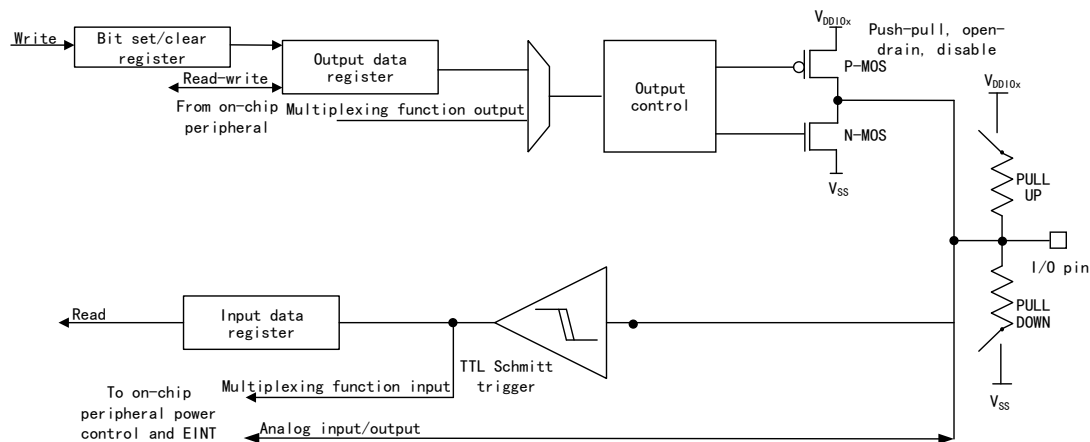 Write
Bit set/clear
register
Read-write
From on-chip
peripheral
Output data
register
Multiplexing function output
Output
control
VDDIOx
Push-pull, open-
drain, disable
P-MOS
N-MOS
VSS
VDDIOx
PULL
UP
I/O pin
PULL
DOWN
VSS
Read
Input data
register
TTL Schmitt
trigger
Multiplexing function input
To on-chip
peripheral power
control and EINT
Analog input/output